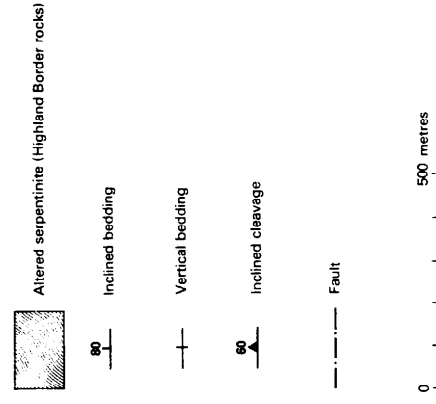 Altered serpentinite (Highland Border rocks)
80
Inclined bedding
Vertical bedding
60
Inclined cleavage
Fault
0 500 metres